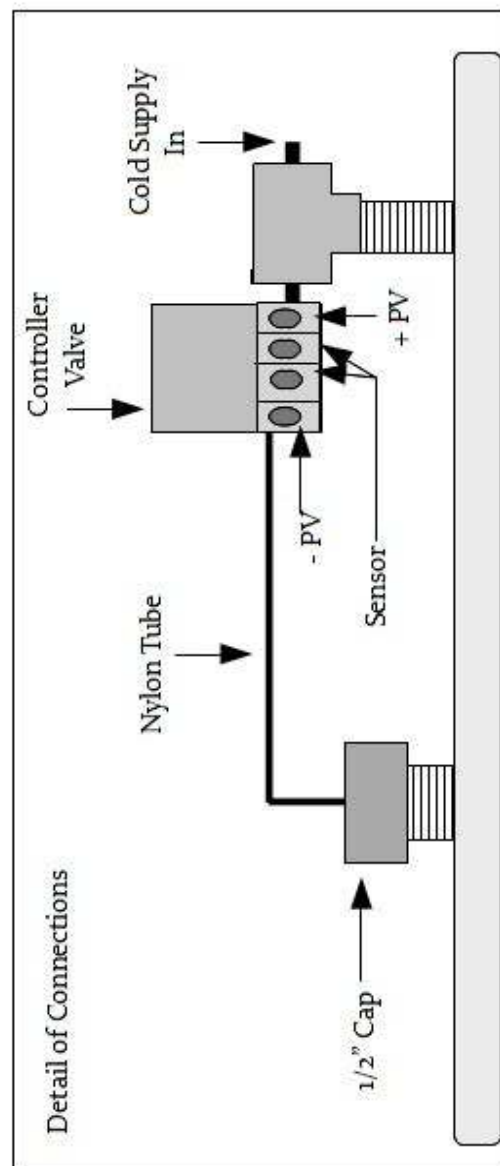 Detail of Connections
Controller
Valve
Cold Supply
In
Nylon Tube
- PV
+ PV
Sensor
1/2" Cap